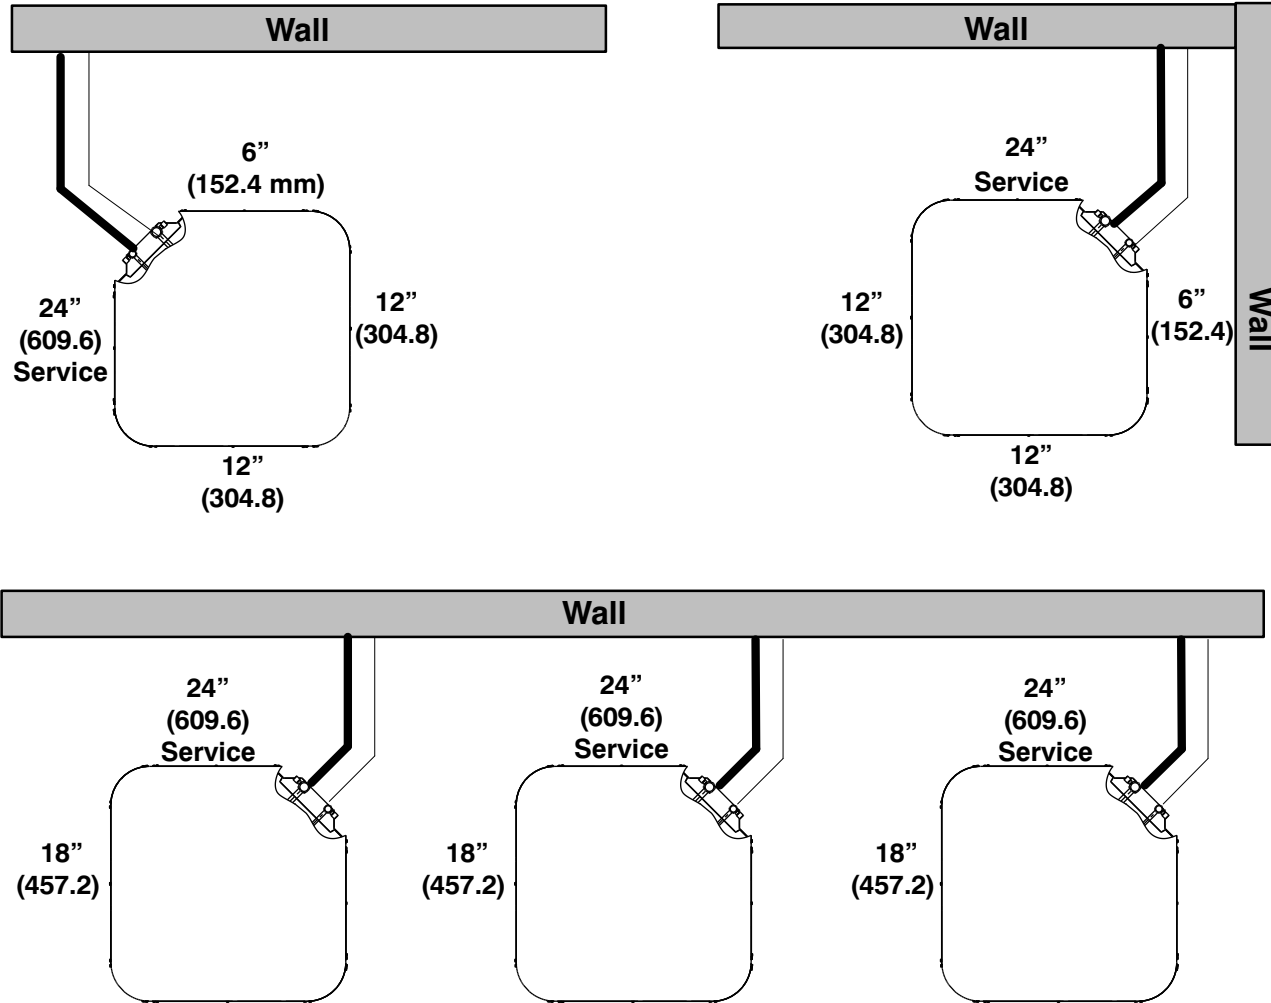 Wall
6”
(152.4 mm)
24”
(609.6)
Service
12”
(304.8)
12”
(304.8)
Wall
24”
Service
12”
(304.8)
6”
(152.4)
Wall
12”
(304.8)
Wall
24”
(609.6)
Service
18”
(457.2)
24”
(609.6)
Service
18”
(457.2)
24”
(609.6)
Service
18”
(457.2)